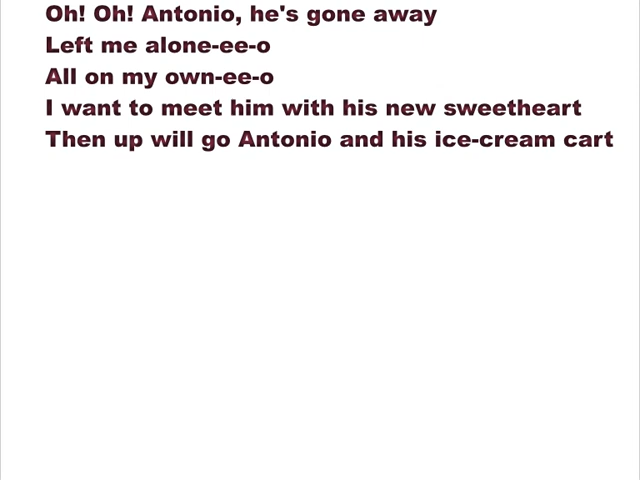 Oh! Oh! Antonio, he's gone away
Left me alone-ee-o
All on my own-ee-o
I want to meet him with his new sweetheart
Then up will go Antonio and his ice-cream cart